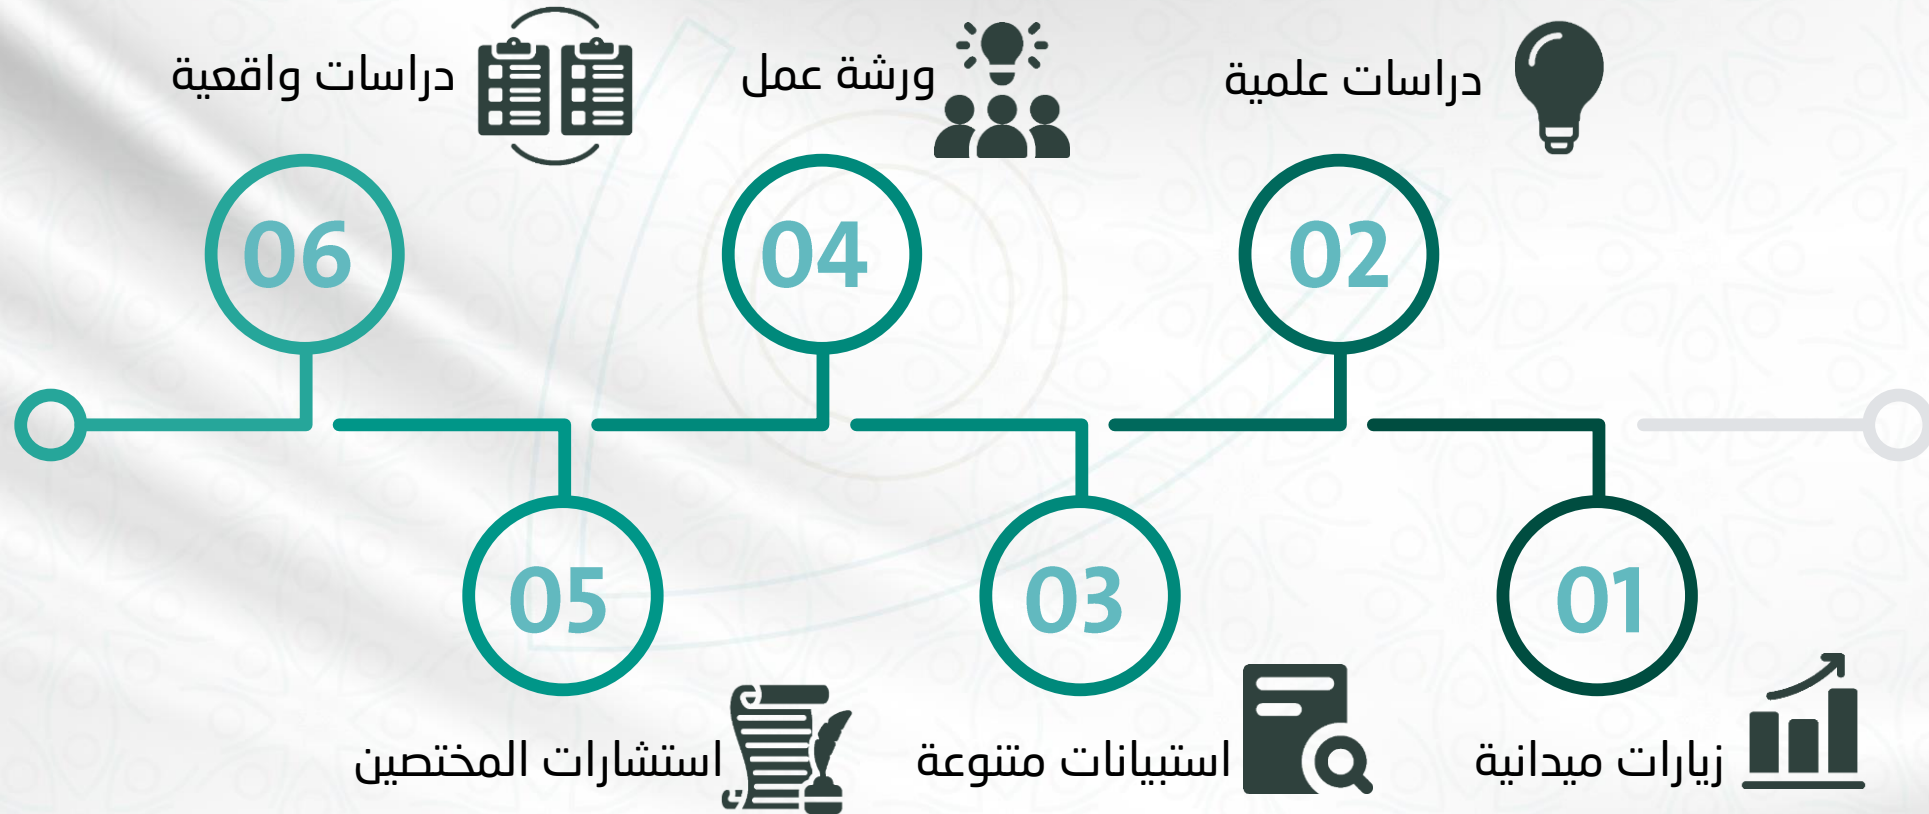 01
زيارات ميدانية
02
دراسات علمية
03
استبيانات متنوعة
04
ورشة عمل
05
استشارات المختصين
06
دراسات واقعية